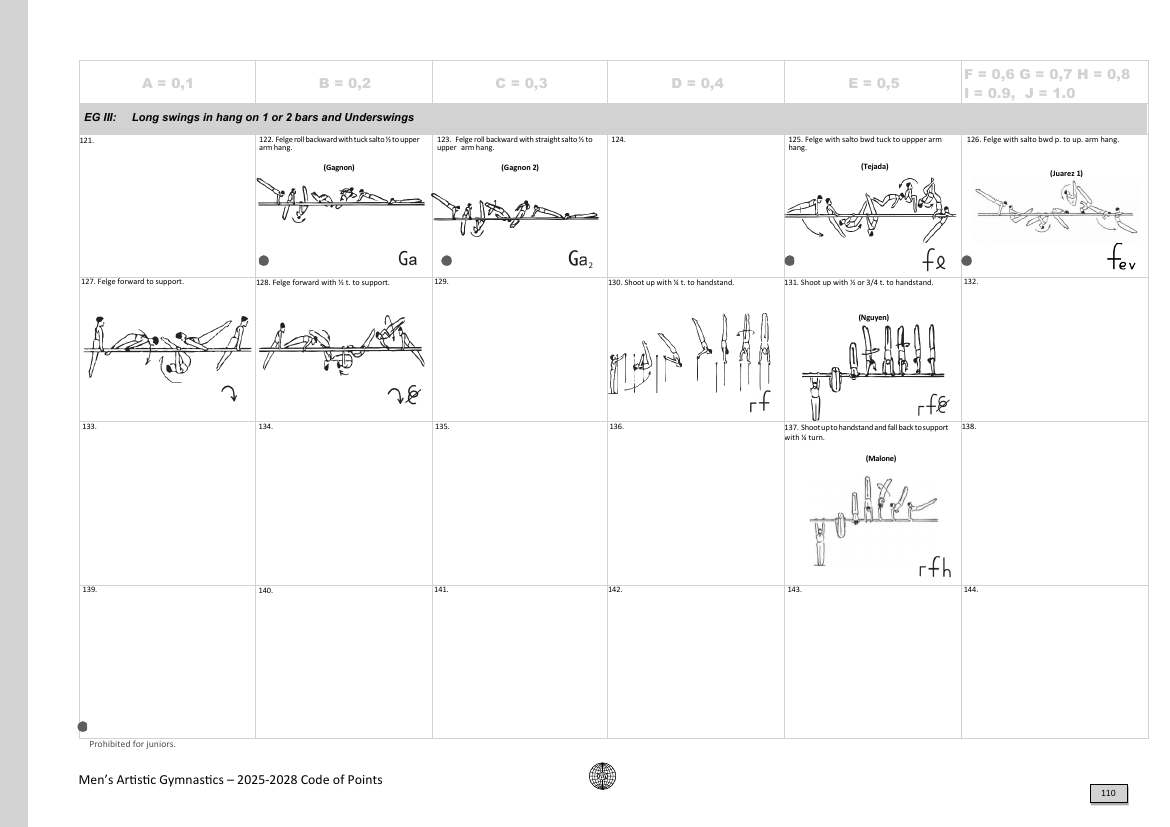 A = 0,1
B = 0,2
C = 0,3
D = 0,4
E = 0,5
F = 0,6 G = 0,7 H = 0,8
I = 0.9, J = 1.0
EG III: Long swings in hang on 1 or 2 bars and Underswings
121.
122. Felge roll backward with tuck salto ½ to upper
arm hang.
(Gagnon)
Ga
123. Felge roll backward with straight salto ½ to
upper arm hang.
(Gagnon 2)
Ga2
124.
125. Felge with salto bwd tuck to uppper arm
hang.
(Tejada)
126. Felge with salto bwd p. to up. arm hang.
(Juarez 1)
127. Felge forward to support.
128. Felge forward with ½ t. to support.
129.
130. Shoot up with ¼ t. to handstand.
131. Shoot up with ½ or 3/4 t. to handstand.
(Nguyen)
132.
133.
134.
135.
136.
137. Shoot up to handstand and fall back to support
with ¼ turn.
(Malone)
138.
139.
140.
141.
142.
143.
144.
Prohibited for juniors.
Men's Artistic Gymnastics – 2025-2028 Code of Points
110